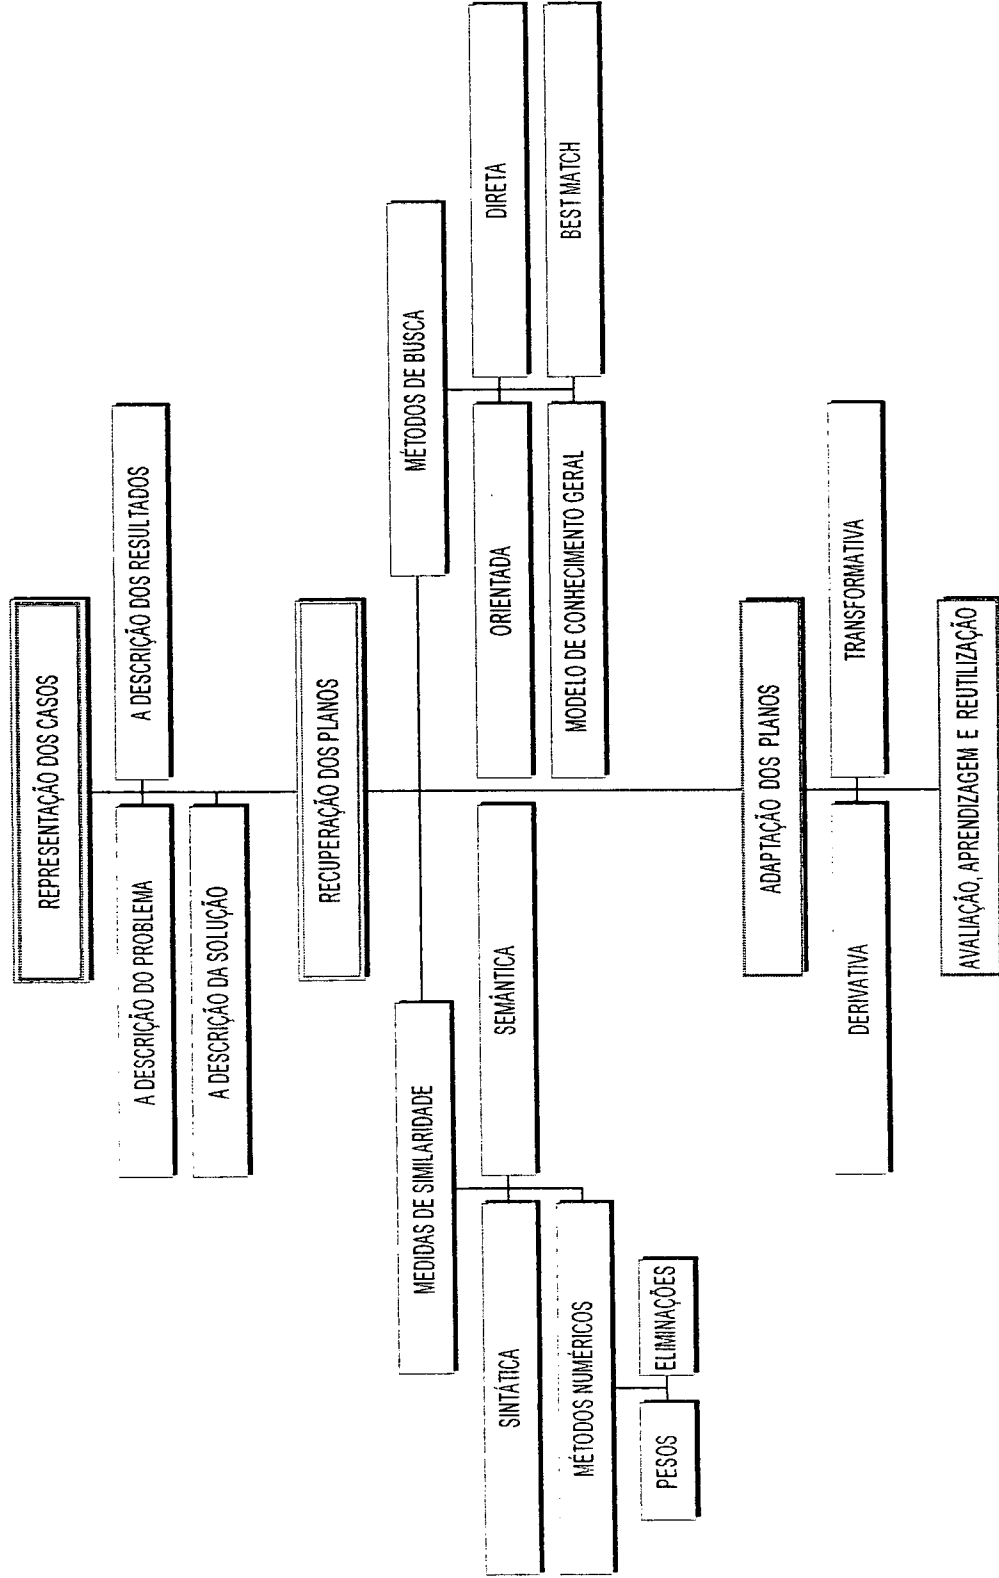 REPRESENTAÇÃO DOS CASOS
A DESCRIÇÃO DO PROBLEMA
A DESCRIÇÃO DOS RESULTADOS
A DESCRIÇÃO DA SOLUÇÃO
RECUPERAÇÃO DOS PLANOS
MEDIDAS DE SIMILARIDADE
MÉTODOS DE BUSCA
SINTÁTICA
SEMÂNTICA
ORIENTADA
DIRETA
MÉTODOS NUMÉRICOS
MODELO DE CONHECIMENTO GERAL
BEST MATCH
PESOS
ELIMINAÇÕES
ADAPTAÇÃO DOS PLANOS
DERIVATIVA
TRANSFORMATIVA
AVALIAÇÃO, APRENDIZAGEM E REUTILIZAÇÃO